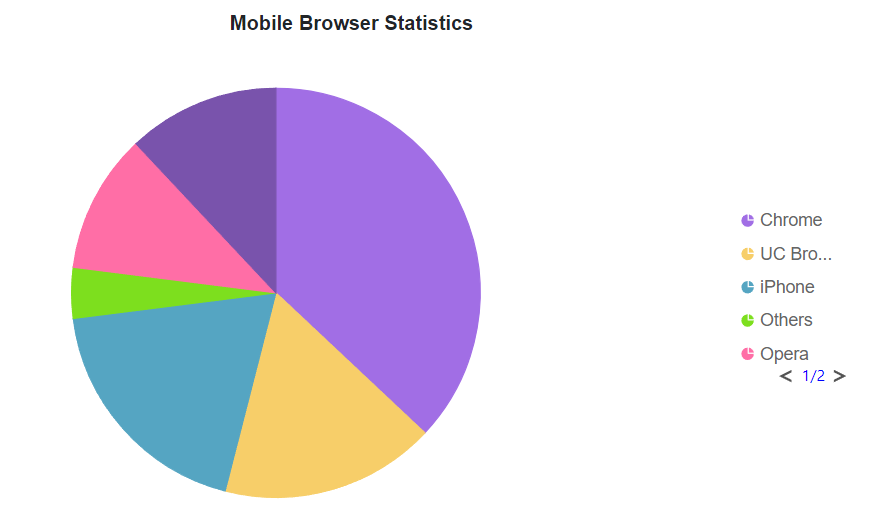 Mobile Browser Statistics
Chrome
UC Bro...
iPhone
Others
Opera
1/2